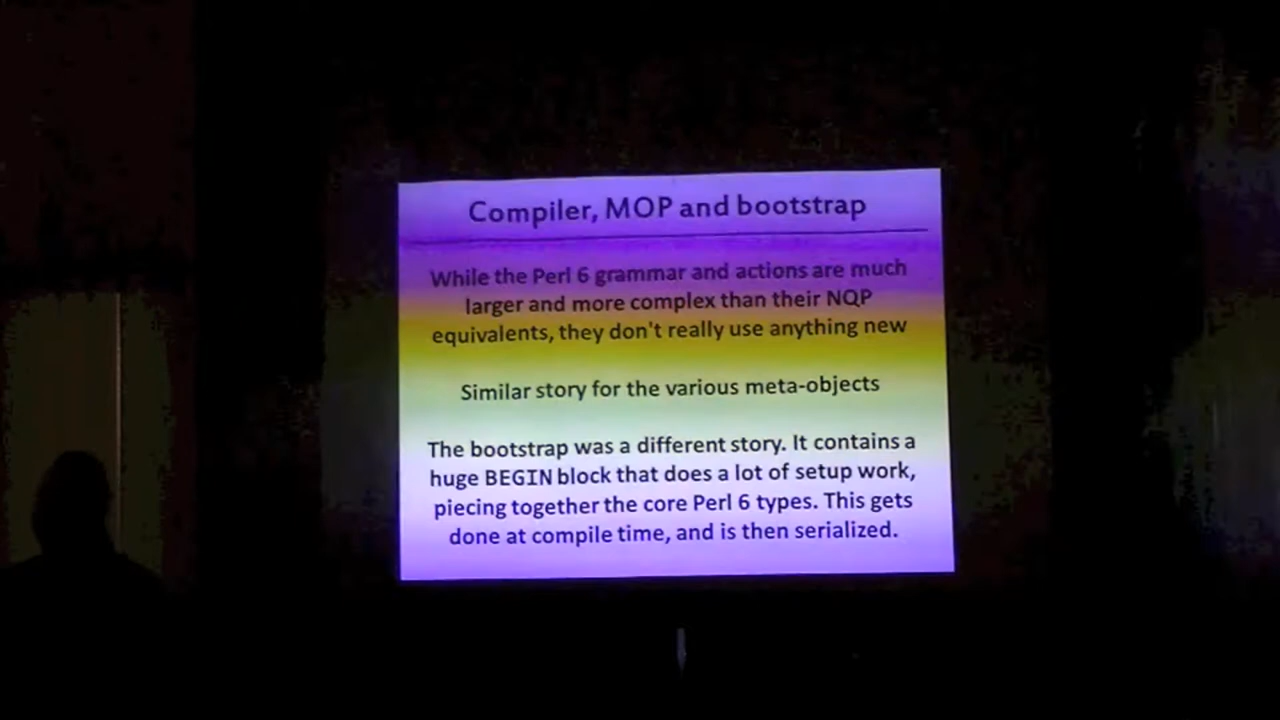 Compiler, MOP and bootstrap
While the Perl 6 grammar and actions are much
larger and more complex than their NQP
equivalents, they don't really use anything new
Similar story for the various meta-objects
The bootstrap was a different story. It contains a
huge BEGIN block that does a lot of setup work,
piecing together the core Perl 6 types. This gets
done at compile time, and is then serialized.